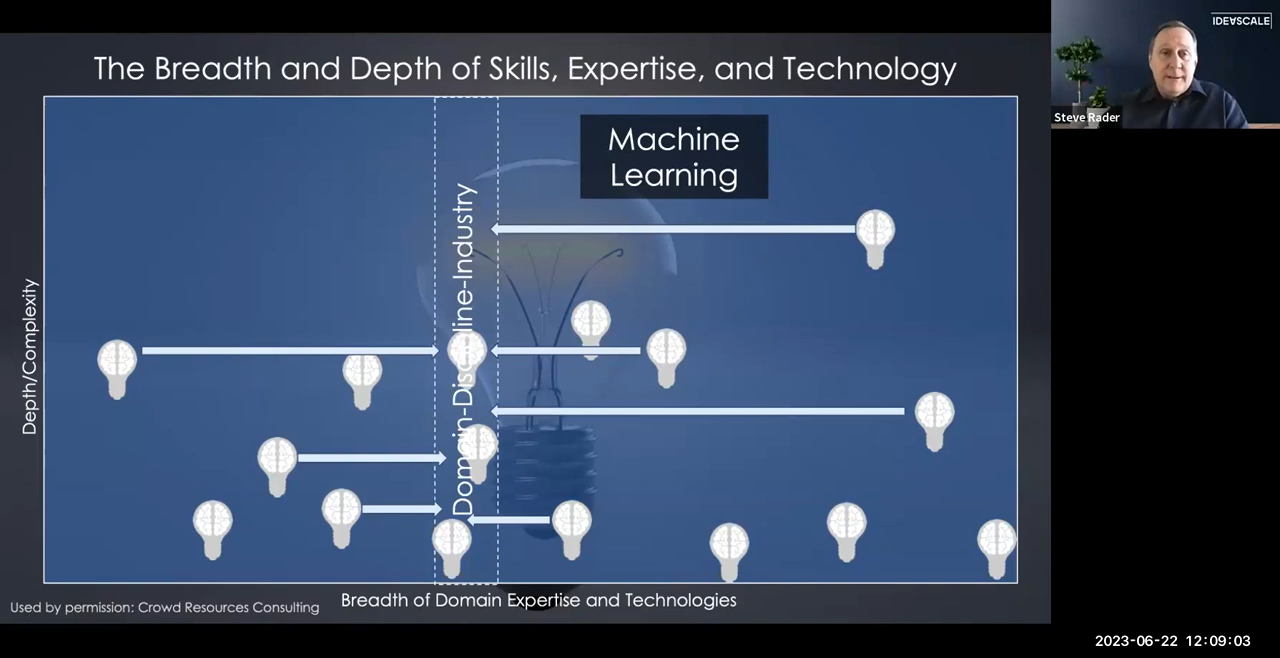 The Breadth and Depth of Skills, Expertise, and Technology
IDEASCALE
Steve Rader
Machine
Learning
Domain-Discipline-Industry
Depth/Complexity
Breadth of Domain Expertise and Technologies
Used by permission: Crowd Resources Consulting
2023-06-22 12:09:03